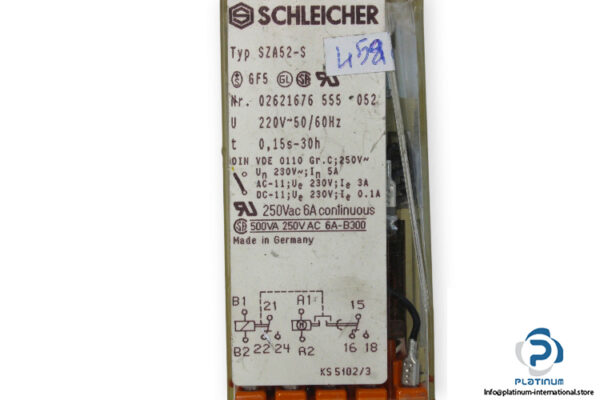 SCHLEICHER
Typ SZA52-S
458
GF5 GL
Nr. 02621676 555 -052
U 220V~50/60Hz
t 0,15s-30h
DIN VDE 0110 Gr.C;250V~
Un 230V~;In 5A
AC-11;Ue 230V;Ie 3A
DC-11;Ue 230V;Ie 0.1A
250Vac 6A continuous
500VA 250V AC 6A-B300
Made in Germany
B1 21 A1 15
B2 22 24 A2 16 18
KS 5102/3
PLATINUM
Info@platinum-international.store